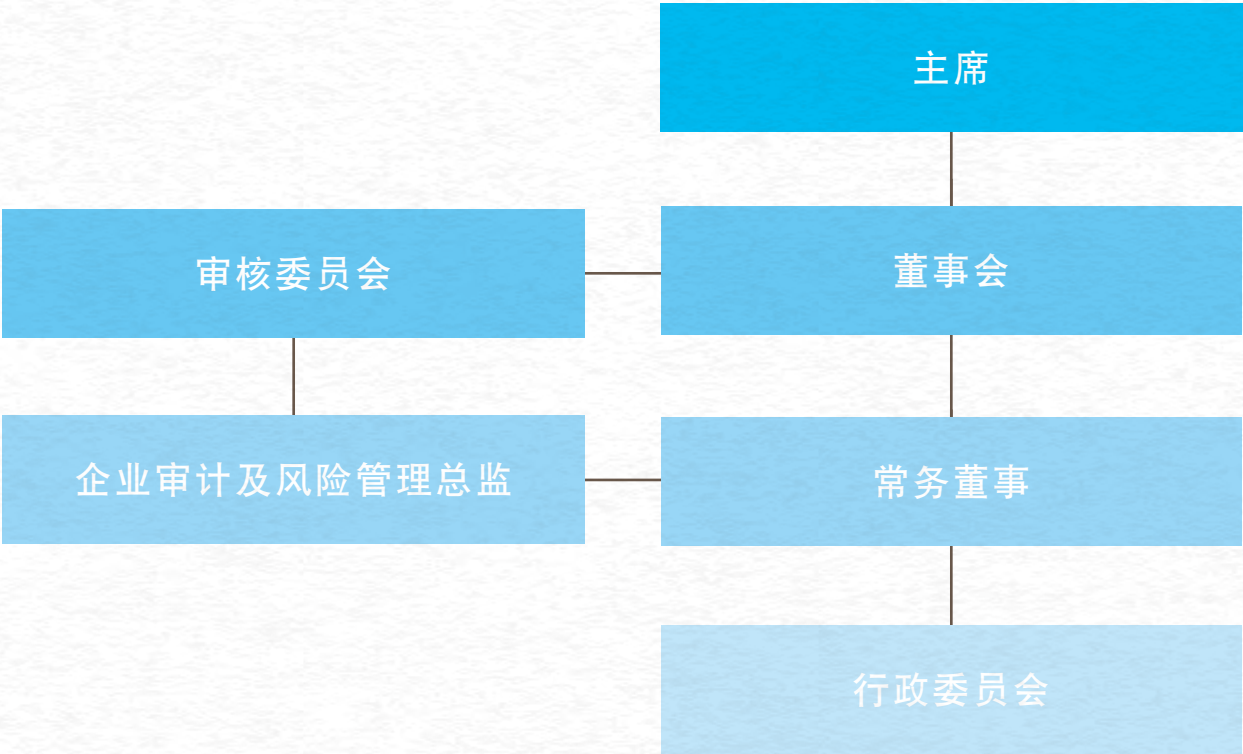 主席
审核委员会
董事会
企业审计及风险管理总监
常务董事
行政委员会